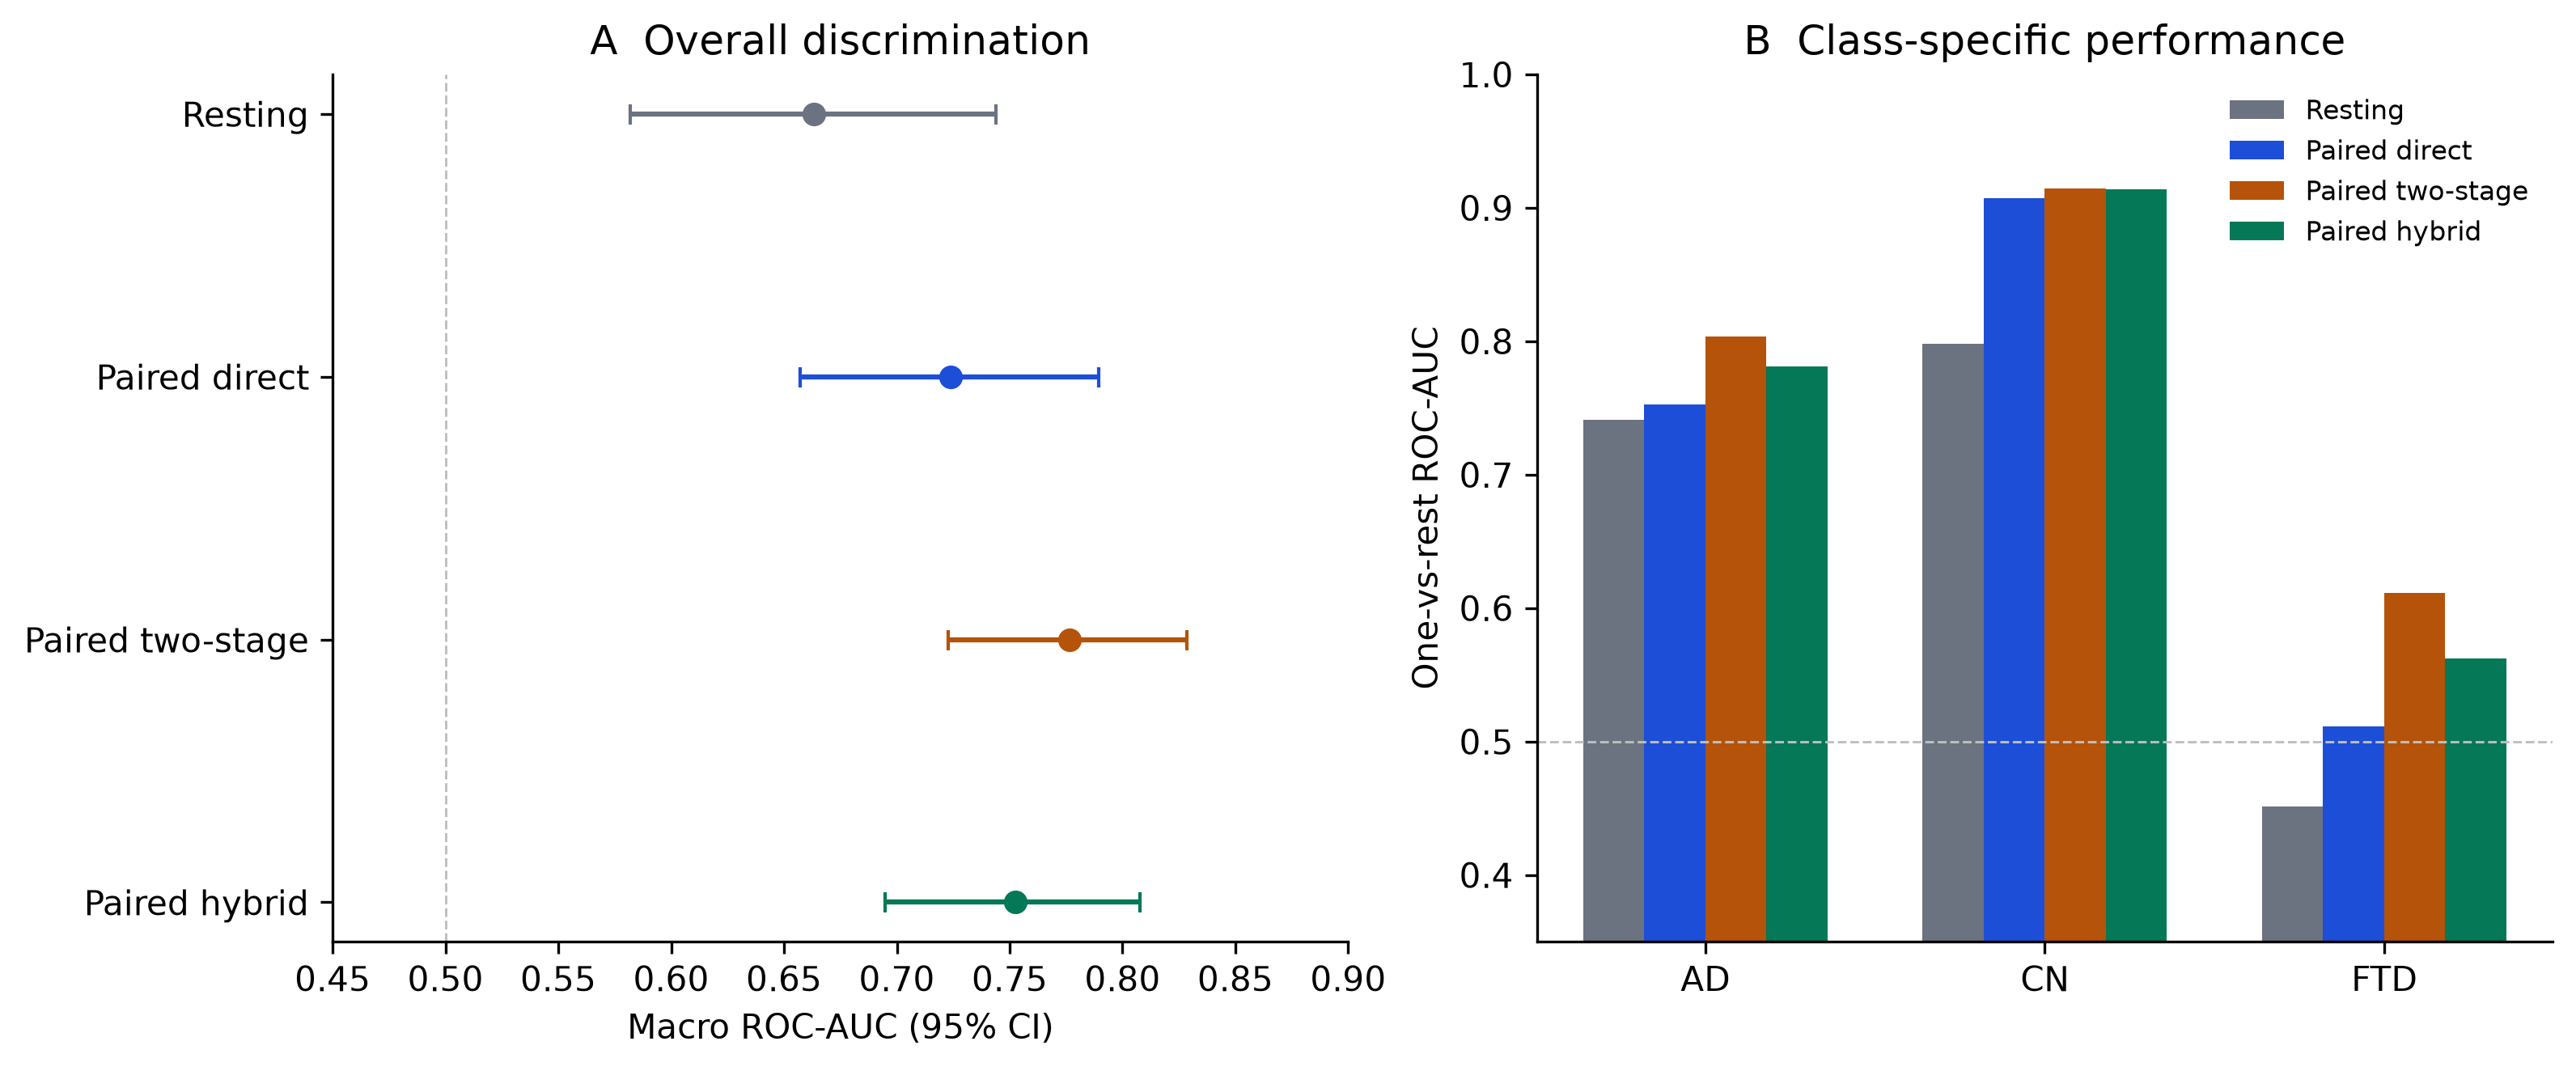 A  Overall discrimination
Resting
Paired direct
Paired two-stage
Paired hybrid
0.45 0.50 0.55 0.60 0.65 0.70 0.75 0.80 0.85 0.90
Macro ROC-AUC (95% CI)
B  Class-specific performance
One-vs-rest ROC-AUC
1.0
0.9
0.8
0.7
0.6
0.5
0.4
Resting
Paired direct
Paired two-stage
Paired hybrid
AD CN FTD